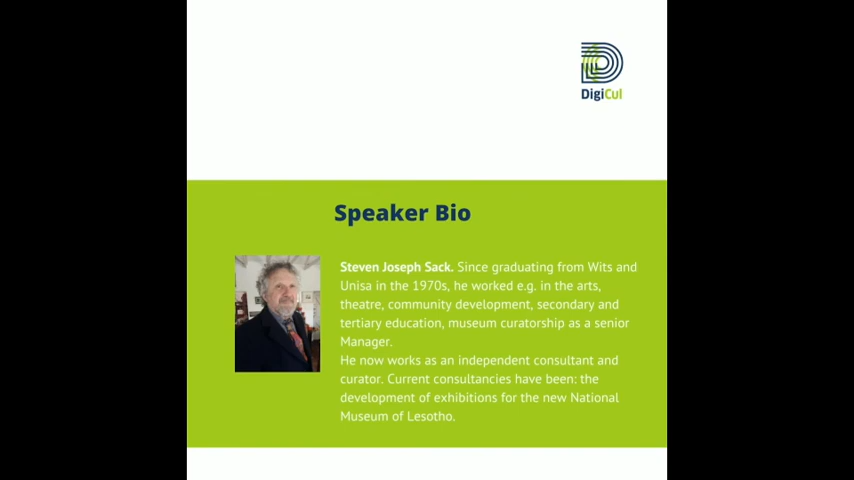 DigiCul
Speaker Bio
Steven Joseph Sack. Since graduating from Wits and
Unisa in the 1970s, he worked e.g. in the arts,
theatre, community development, secondary and
tertiary education, museum curatorship as a senior
Manager.
He now works as an independent consultant and
curator. Current consultancies have been: the
development of exhibitions for the new National
Museum of Lesotho.